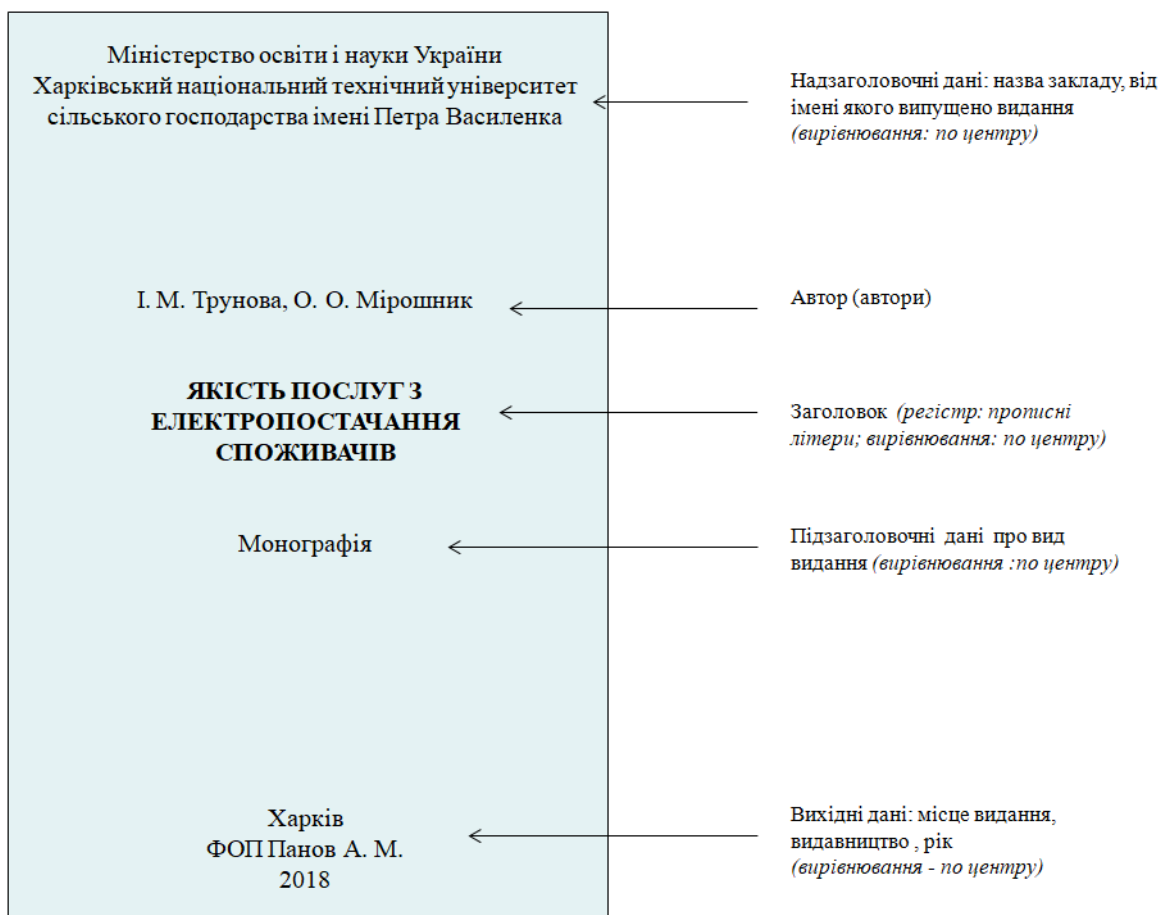 Міністерство освіти і науки України
Харківський національний технічний університет
сільського господарства імені Петра Василенка
Надзаголовочні дані: назва закладу, від
імені якого випущено видання
(вирівнювання: по центру)
І. М. Трунова, О. О. Мірошник
Автор (автори)
ЯКІСТЬ ПОСЛУГ З
ЕЛЕКТРОПОСТАЧАННЯ
СПОЖИВАЧІВ
Заголовок (регістр: прописні
літери; вирівнювання: по центру)
Монографія
Підзаголовочні дані про вид
видання (вирівнювання :по центру)
Харків
ФОП Панов А. М.
2018
Вихідні дані: місце видання,
видавництво , рік
(вирівнювання - по центру)